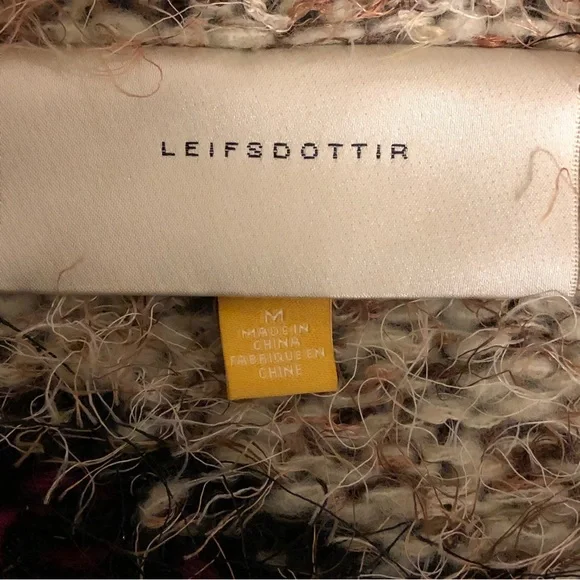 LEIFSDOTTIR
M
MADE IN
CHINA
FABRIQUE EN
CHINE